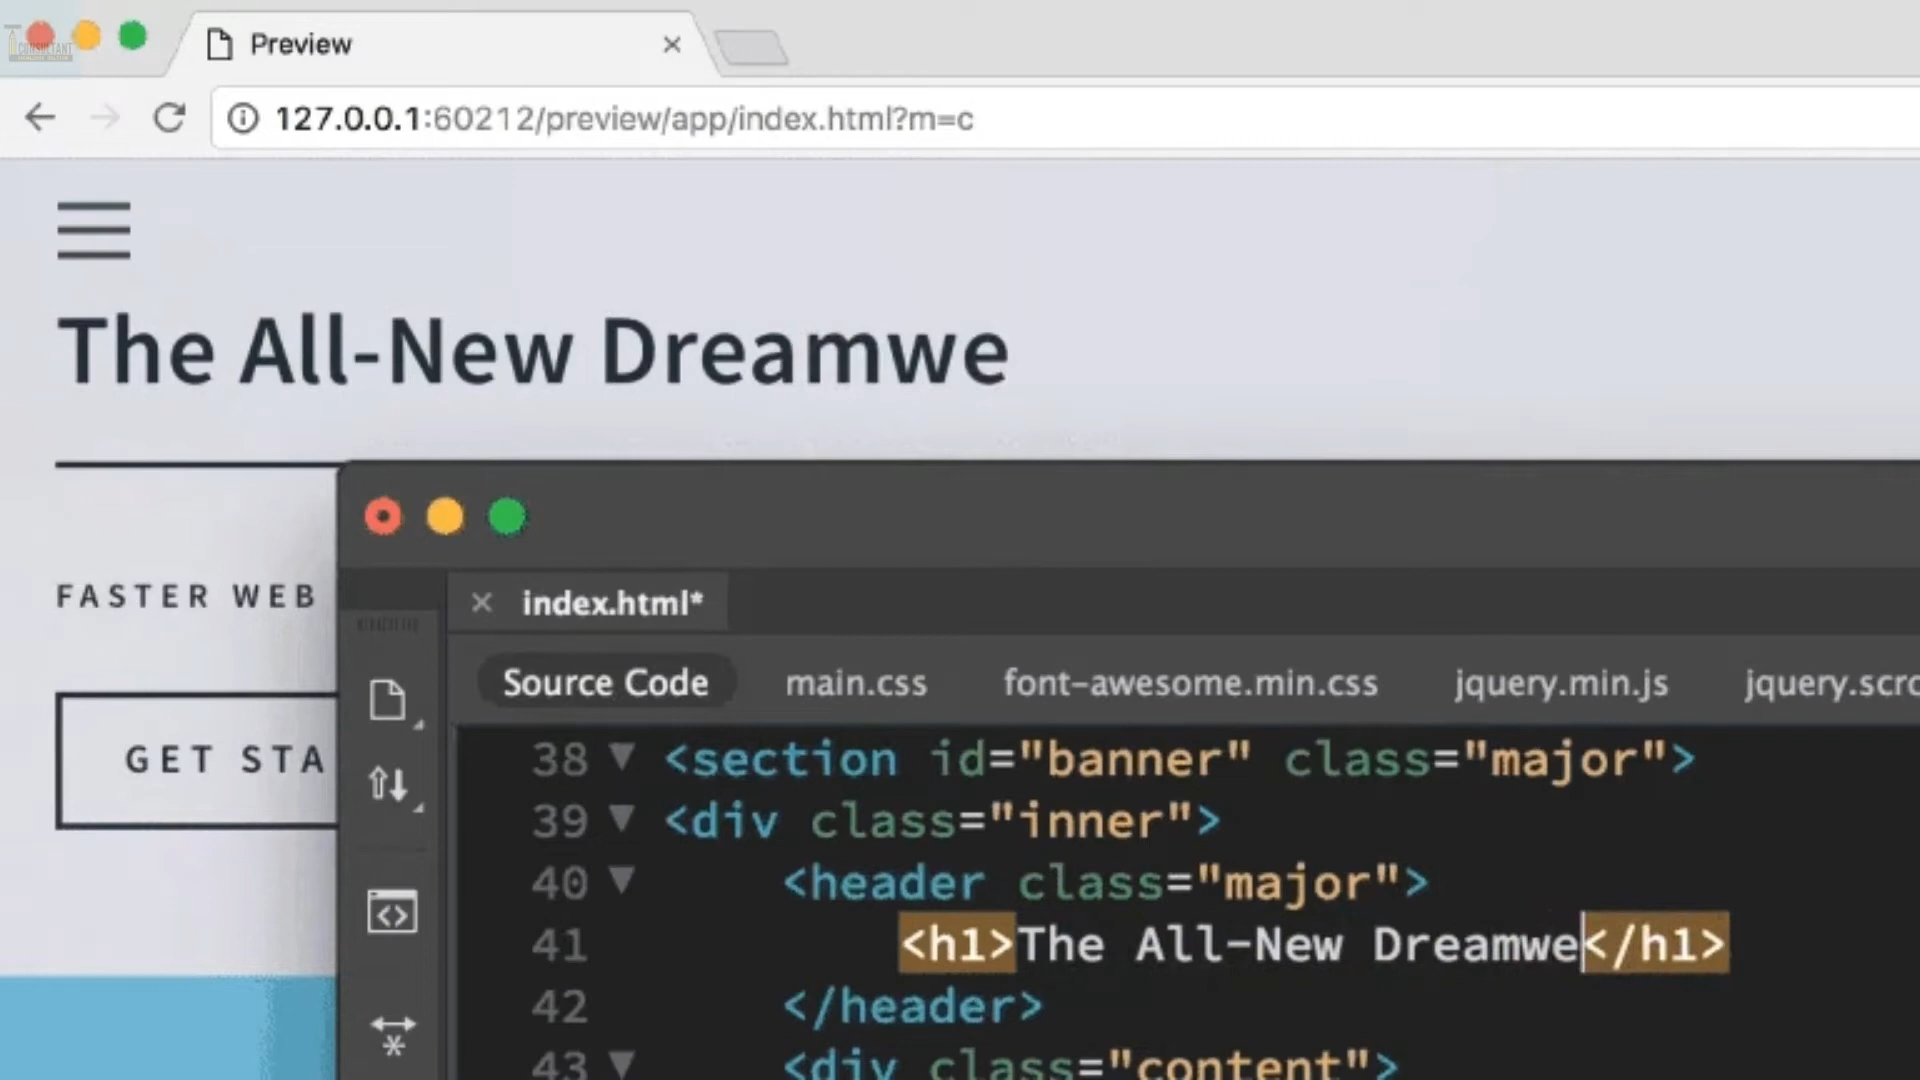 CONSULTANT
Preview
127.0.0.1:60212/preview/app/index.html?m=c
The All-New Dreamwe
FASTER WEB
GET STA
index.html*
Source Code main.css font-awesome.min.css jquery.min.js jquery.scro
38 <section id="banner" class="major">
39 <div class="inner">
40 <header class="major">
41 <h1>The All-New Dreamwe</h1>
42 </header>
43 <div class="content">